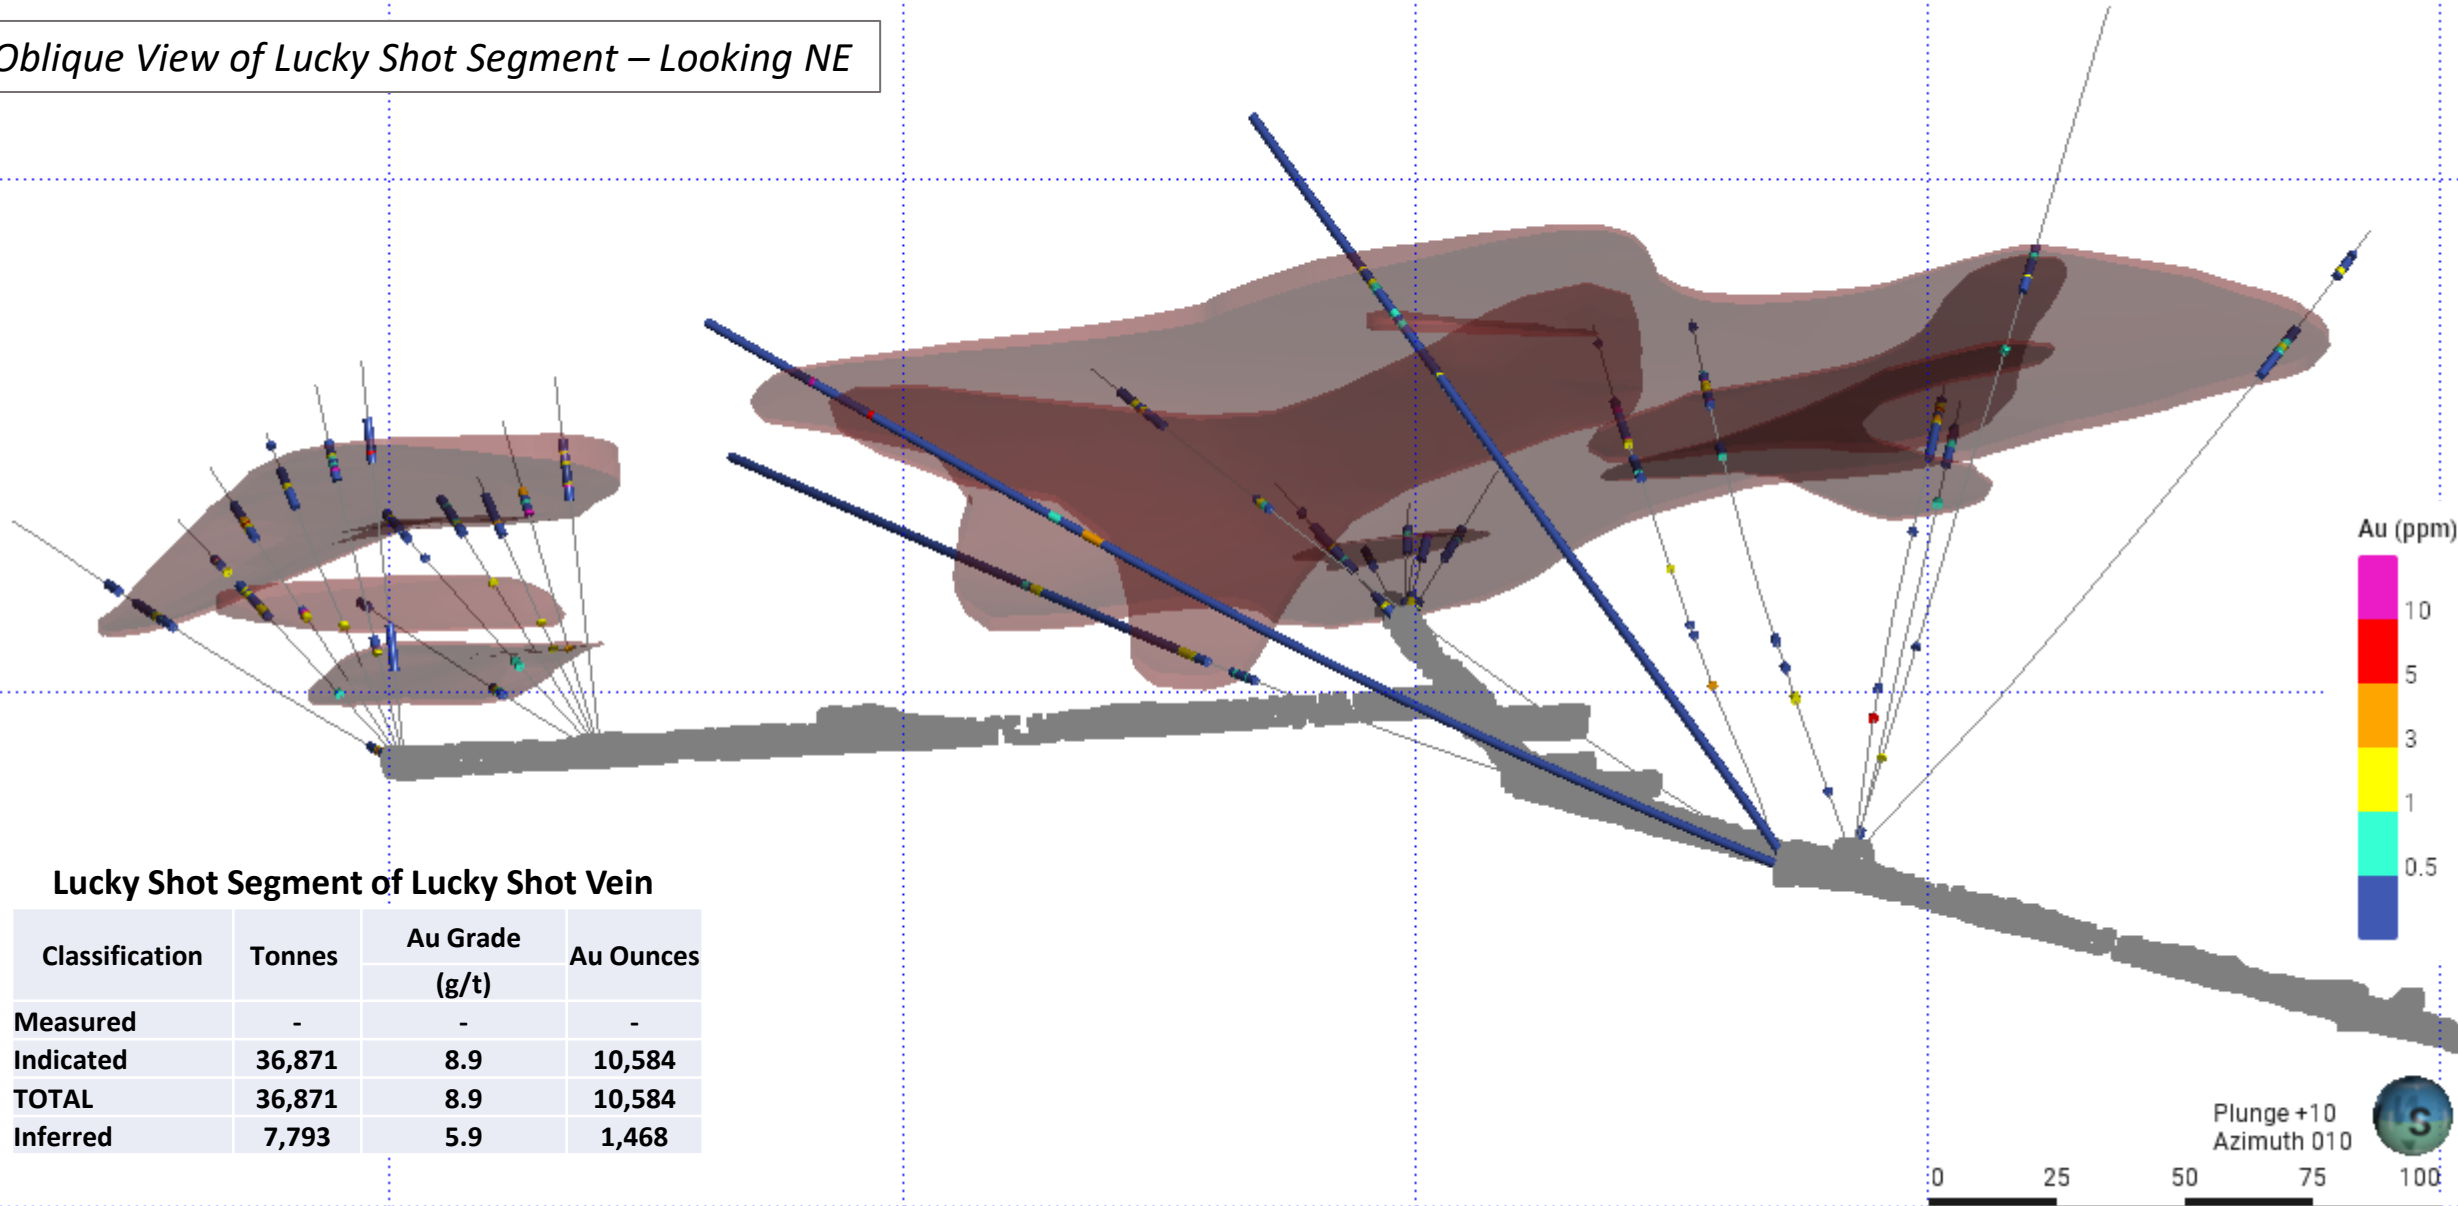 Oblique View of Lucky Shot Segment – Looking NE
Au (ppm)
10
5
3
1
0.5
Lucky Shot Segment of Lucky Shot Vein
Classification Tonnes Au Grade (g/t) Au Ounces
Measured - - -
Indicated 36,871 8.9 10,584
TOTAL 36,871 8.9 10,584
Inferred 7,793 5.9 1,468
Plunge +10
Azimuth 010
S
0 25 50 75 100